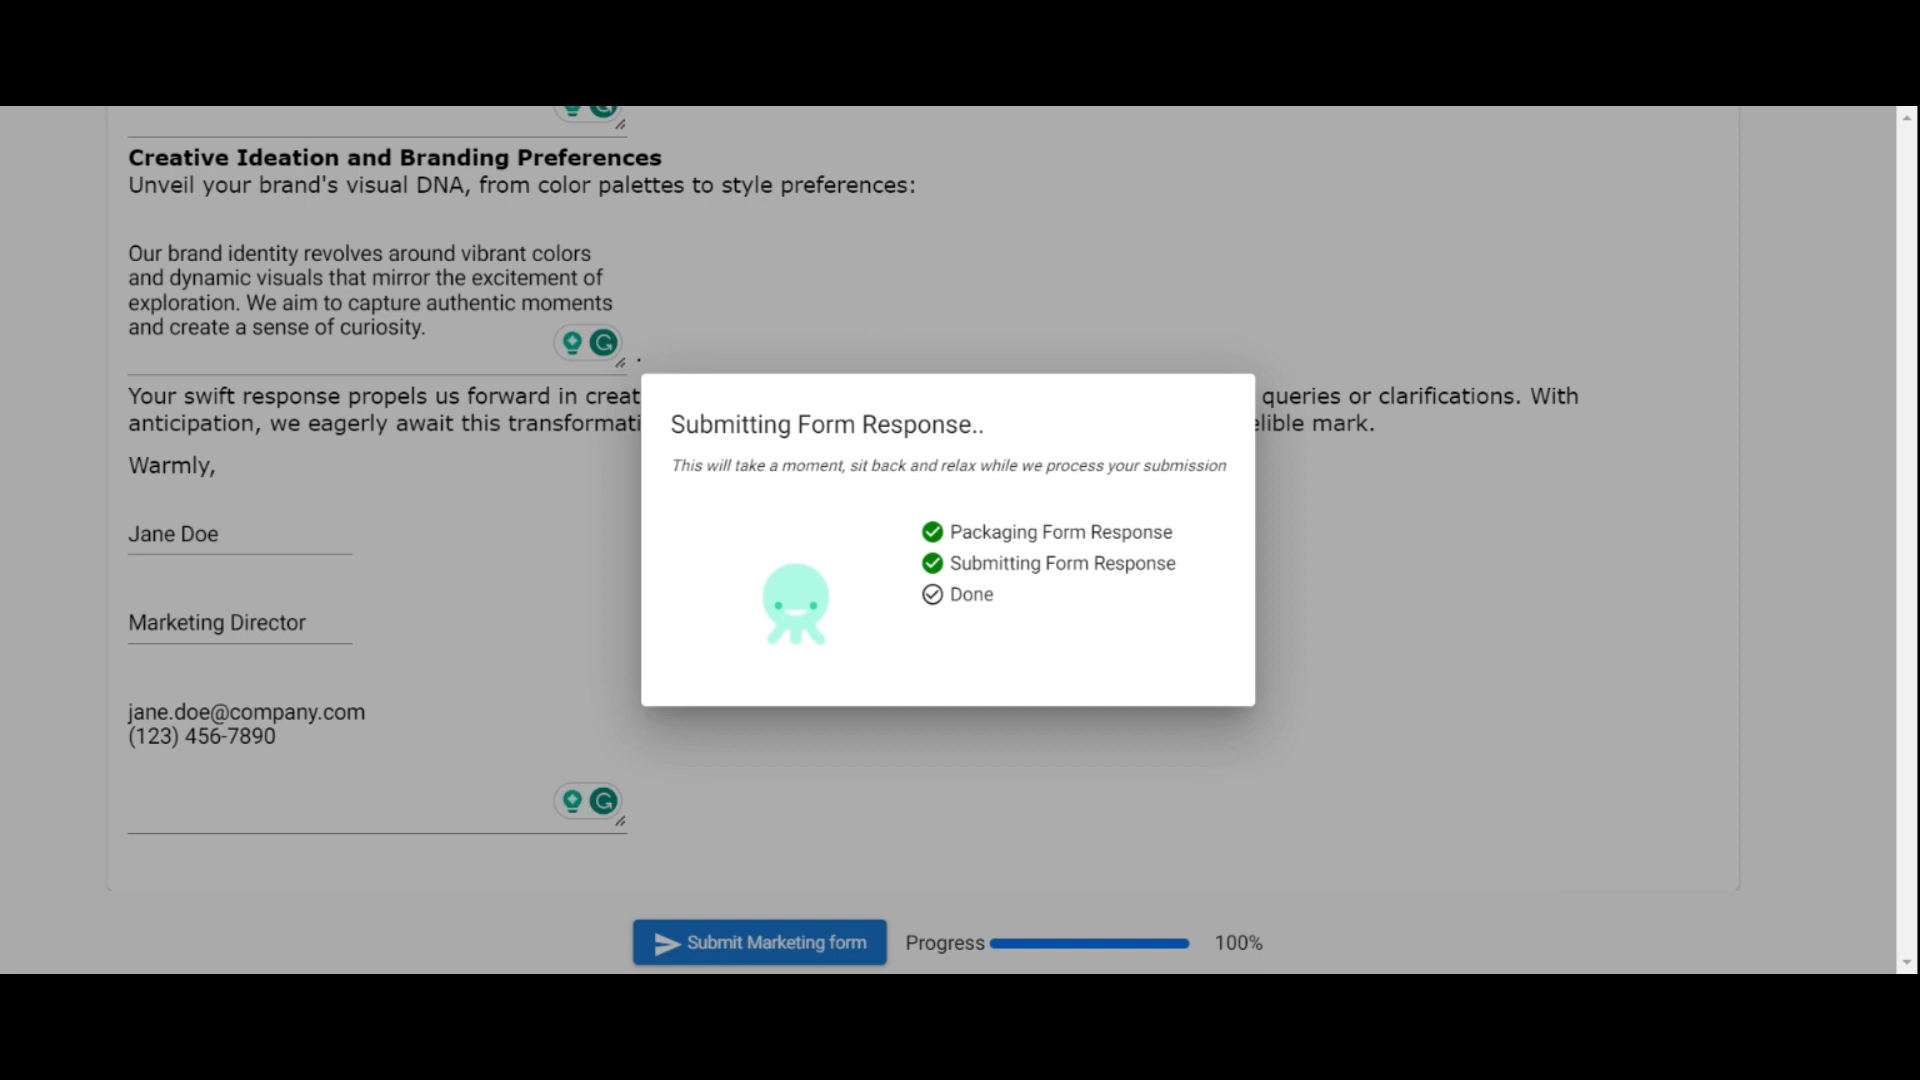 Creative Ideation and Branding Preferences
Unveil your brand's visual DNA, from color palettes to style preferences:
Our brand identity revolves around vibrant colors
and dynamic visuals that mirror the excitement of
exploration. We aim to capture authentic moments
and create a sense of curiosity.
.
Your swift response propels us forward in creat queries or clarifications. With
anticipation, we eagerly await this transformati elible mark.
Warmly,
Jane Doe
Marketing Director
jane.doe@company.com
(123) 456-7890
Submitting Form Response..
This will take a moment, sit back and relax while we process your submission
Packaging Form Response
Submitting Form Response
Done
Submit Marketing form Progress 100%